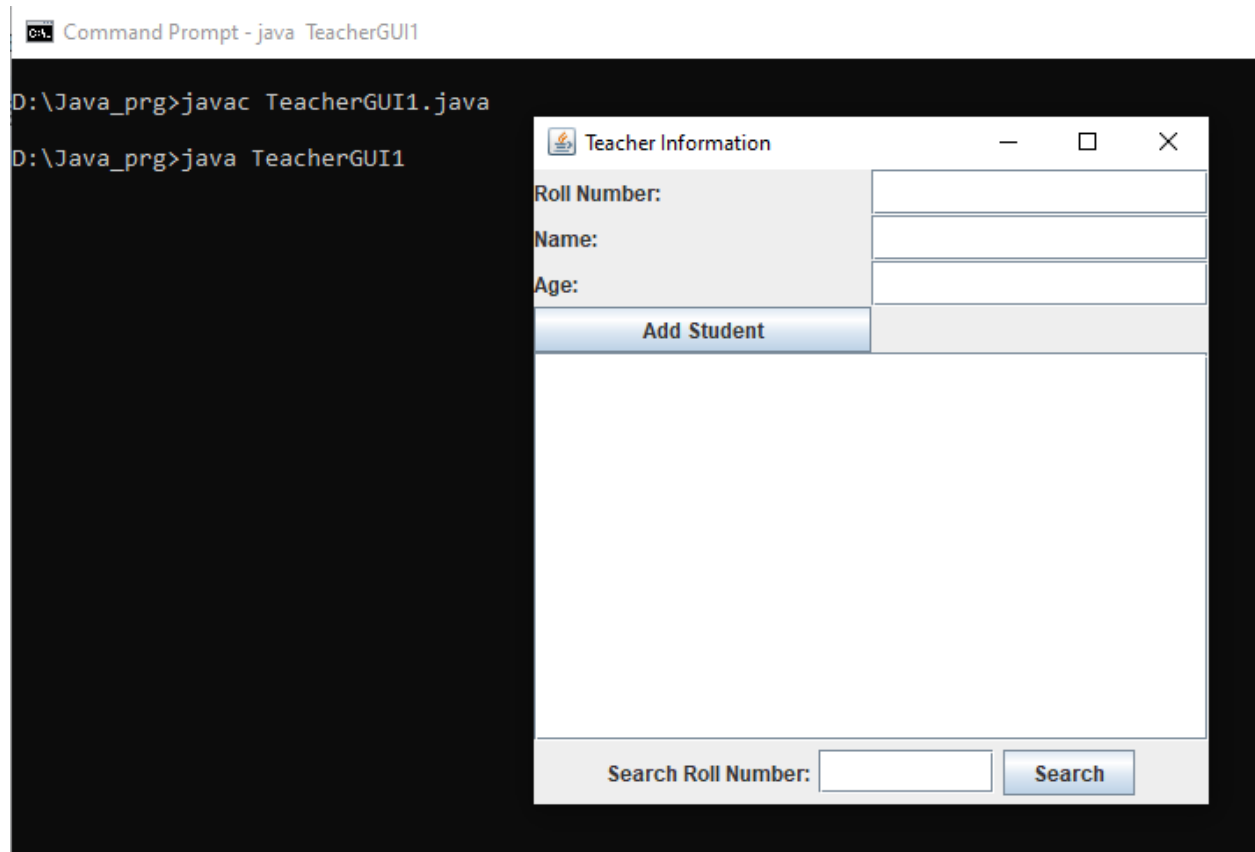 Command Prompt - java  TeacherGUI1
D:\Java_prg>javac TeacherGUI1.java
D:\Java_prg>java TeacherGUI1
Teacher Information
Roll Number:
Name:
Age:
Add Student
Search Roll Number:
Search